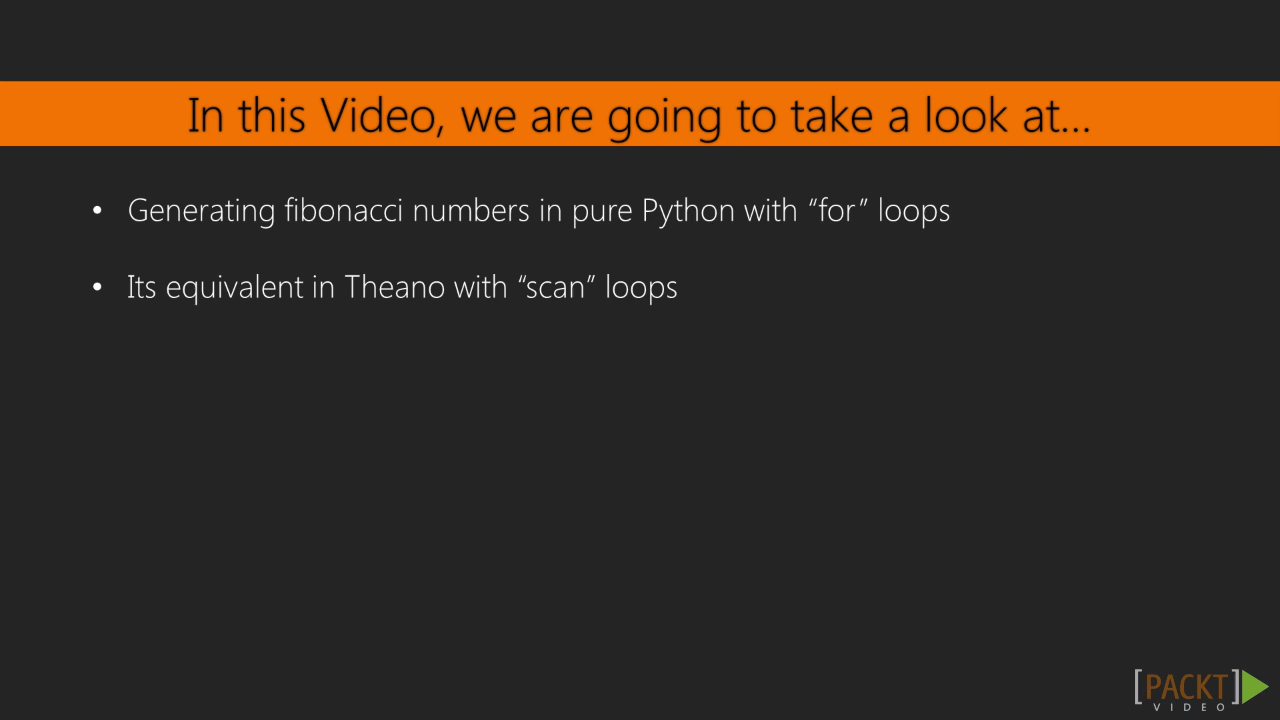 In this Video, we are going to take a look at...
• Generating fibonacci numbers in pure Python with “for” loops
• Its equivalent in Theano with “scan” loops
[PACKT]
VIDEO